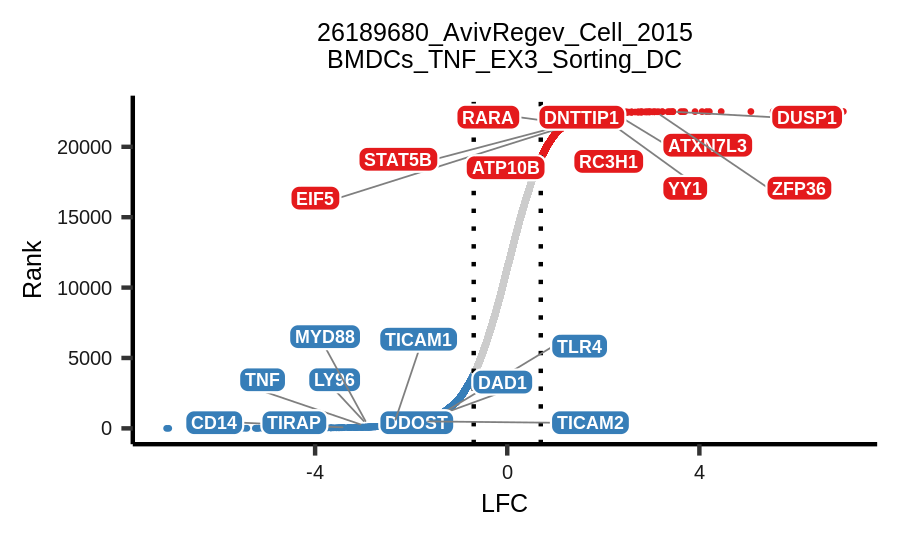 26189680_AvivRegev_Cell_2015
BMDCs_TNF_EX3_Sorting_DC
RARA
DNTTIP1
DUSP1
20000
STAT5B
ATXN7L3
ATP10B
RC3H1
EIF5
YY1
ZFP36
15000
Rank
10000
MYD88
TICAM1
TLR4
5000
TNF
LY96
DAD1
CD14
TIRAP
DDOST
TICAM2
0
-4
0
4
LFC